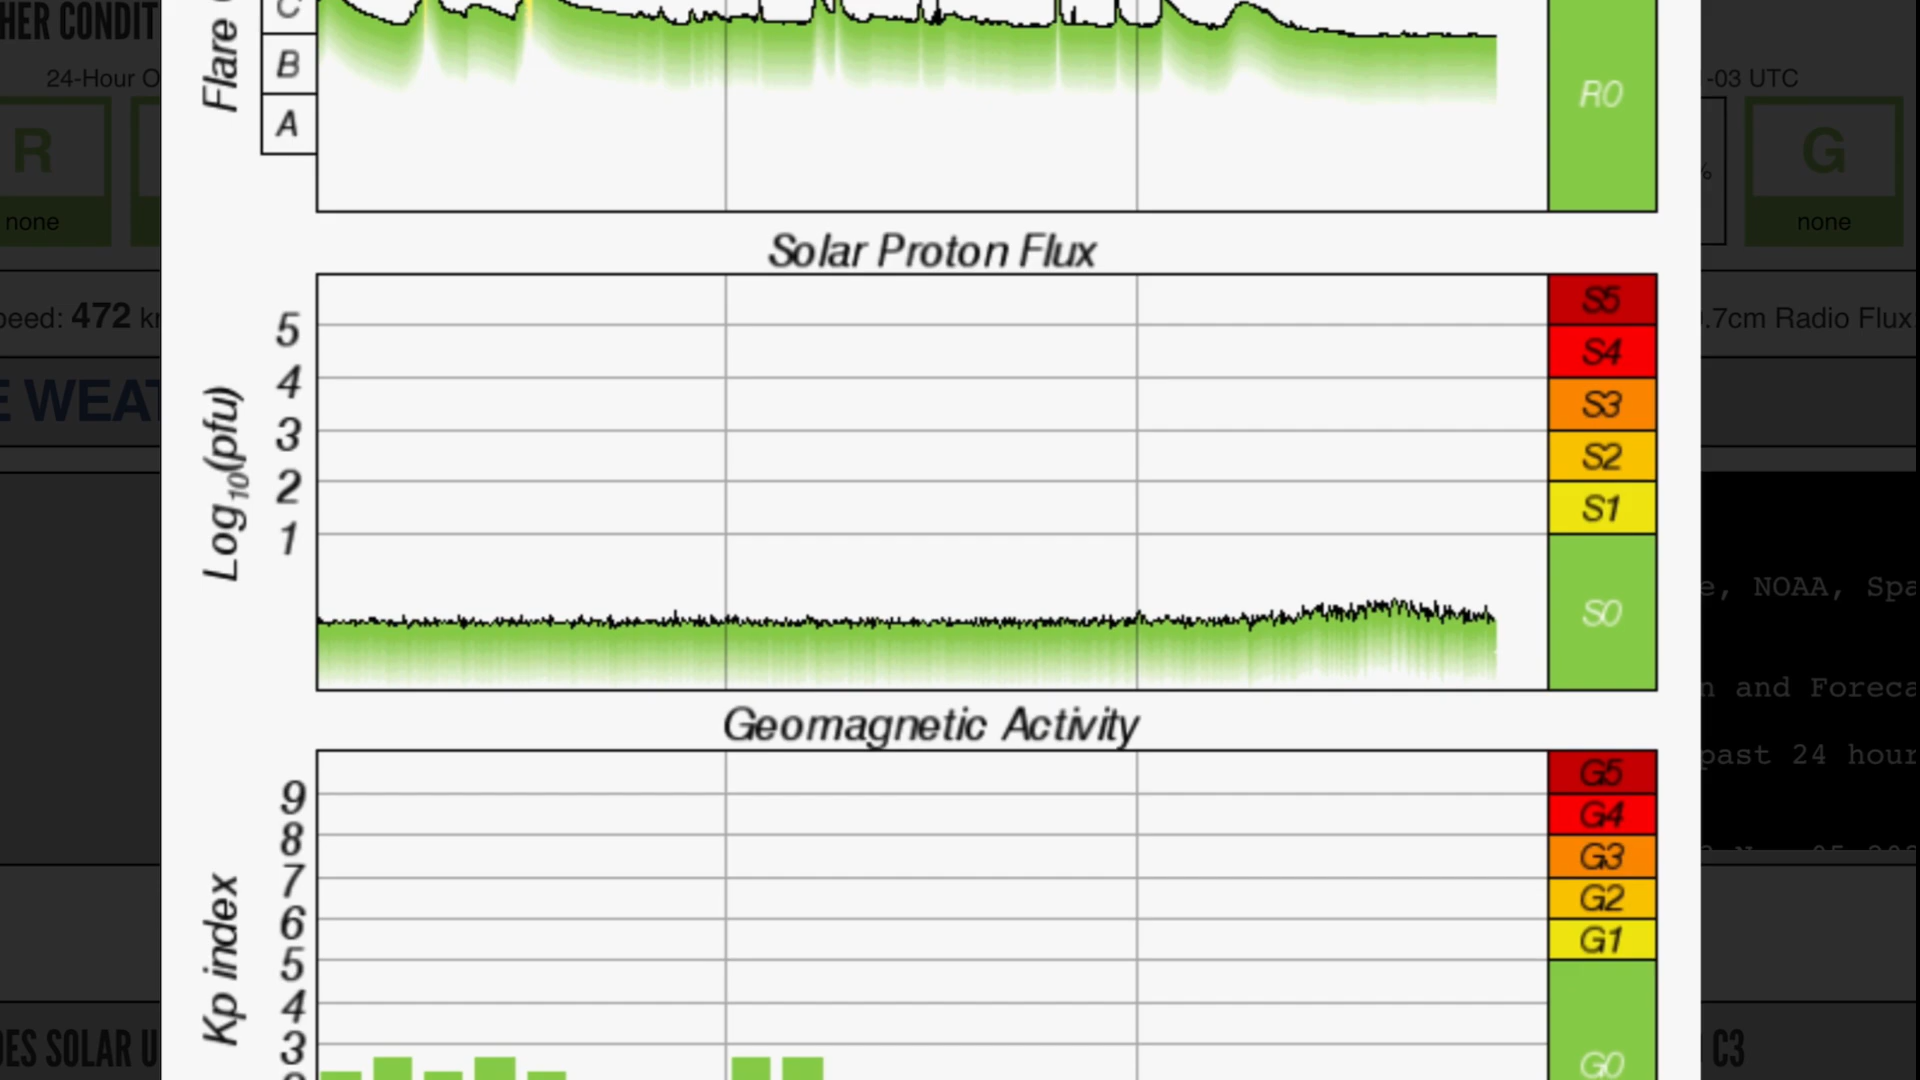 HER CONDIT
24-Hour O
-03 UTC
R
none
G
none
%
peed: 472 k
.7cm Radio Flux
E WEAT
e, NOAA, Spa
n and Foreca
past 24 hour
DES SOLAR U
C3
Flare
C
B
A
R0
Solar Proton Flux
Log10(pfu)
5
4
3
2
1
S5
S4
S3
S2
S1
S0
Geomagnetic Activity
Kp index
9
8
7
6
5
4
3
G5
G4
G3
G2
G1
G0